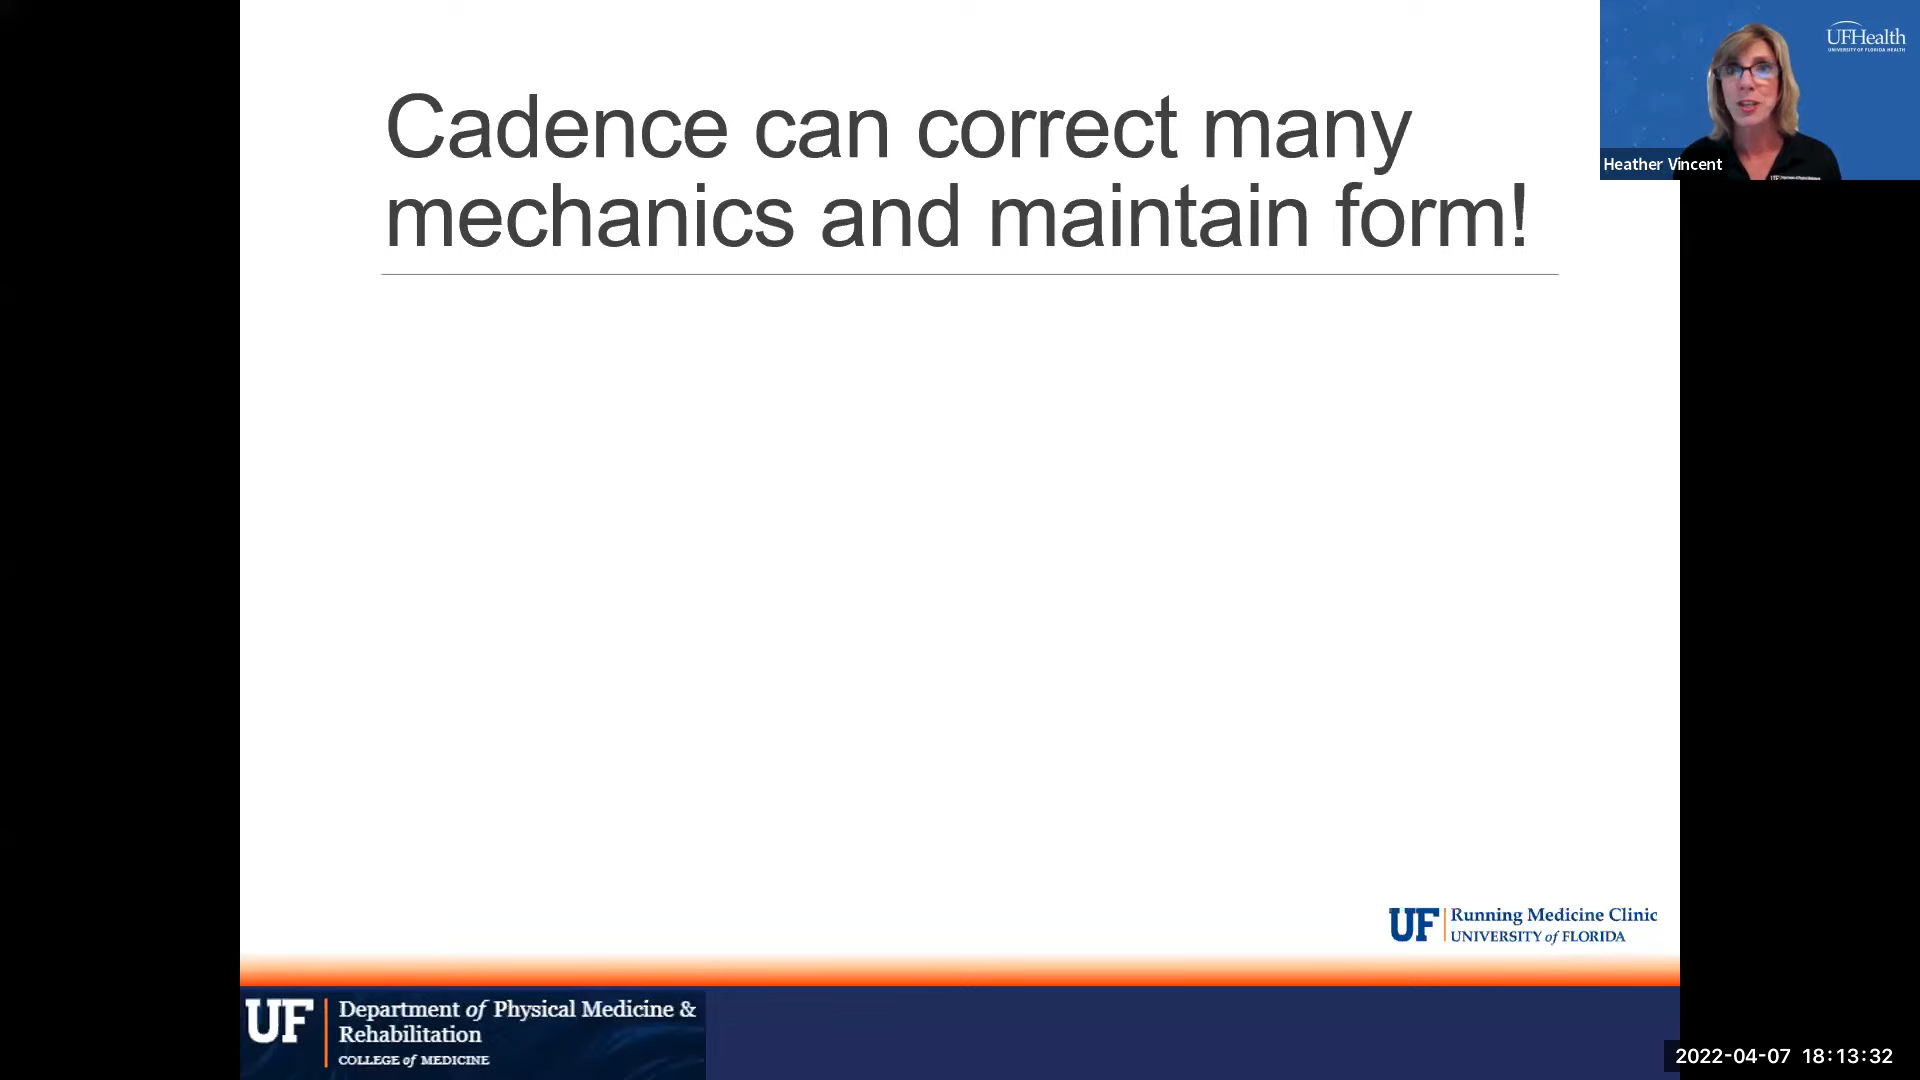 Cadence can correct many
mechanics and maintain form!
UFHealth
UNIVERSITY OF FLORIDA HEALTH
Heather Vincent
UF Running Medicine Clinic
UNIVERSITY of FLORIDA
UF Department of Physical Medicine &
Rehabilitation
COLLEGE of MEDICINE
2022-04-07 18:13:32